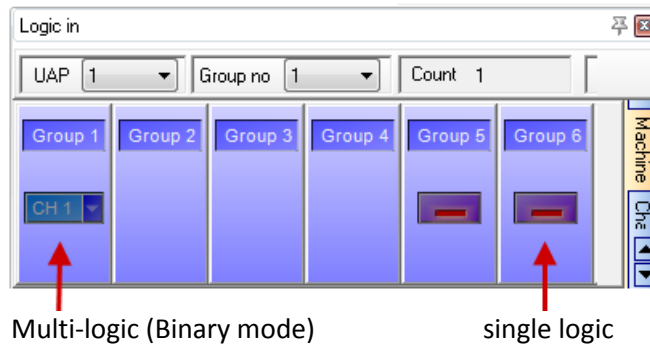 Logic in
UAP 1 Group no 1 Count 1
Group 1 Group 2 Group 3 Group 4 Group 5 Group 6
CH 1
Machine
Cha
Multi-logic (Binary mode) single logic